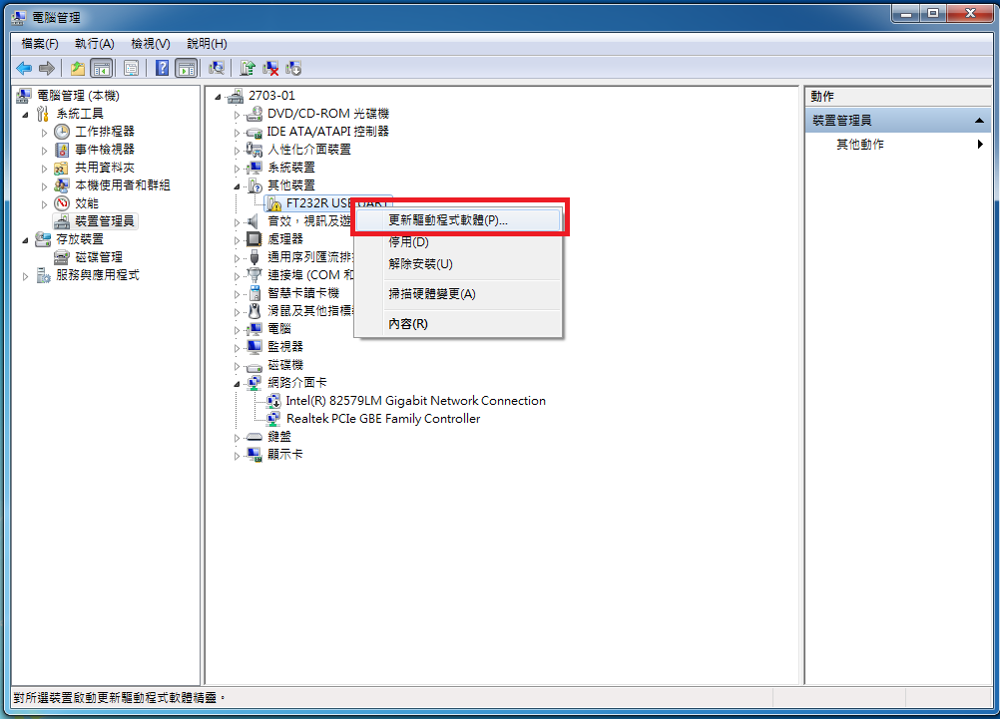 電腦管理
檔案(F) 執行(A) 檢視(V) 說明(H)
電腦管理 (本機)
系統工具
工作排程器
事件檢視器
共用資料夾
本機使用者和群組
效能
裝置管理員
存放裝置
磁碟管理
服務與應用程式
2703-01
DVD/CD-ROM 光碟機
IDE ATA/ATAPI 控制器
人性化介面裝置
系統裝置
其他裝置
FT232R USB UART
音效，視訊及遊
處理器
通用序列匯流排
連接埠 (COM 和
智慧卡讀卡機
滑鼠及其他指標
電腦
監視器
磁碟機
網路介面卡
Intel(R) 82579LM Gigabit Network Connection
Realtek PCIe GBE Family Controller
鍵盤
顯示卡
更新驅動程式軟體(P)...
停用(D)
解除安裝(U)
掃描硬體變更(A)
內容(R)
動作
裝置管理員
其他動作
對所選裝置啟動更新驅動程式軟體精靈。